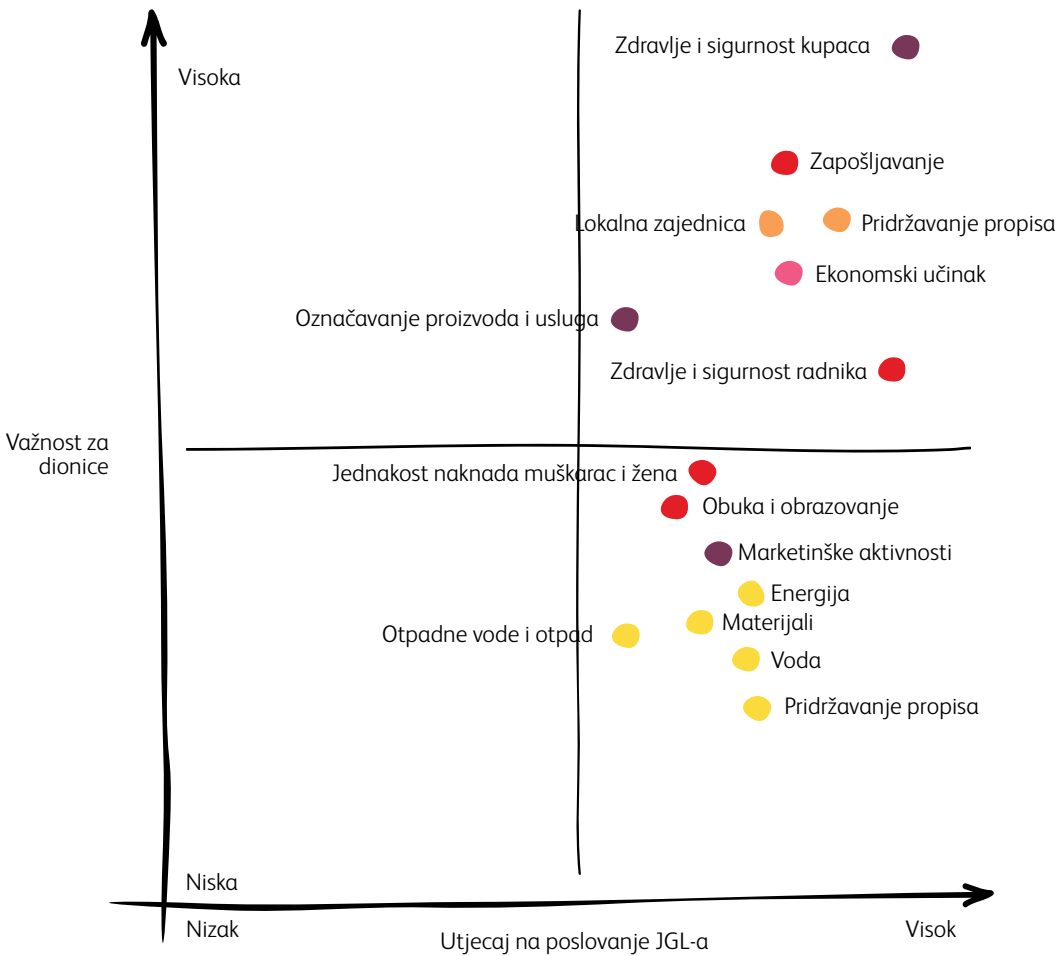 Zdravlje i sigurnost kupaca
Visoka
Zapošljavanje
Lokalna zajednica
Pridržavanje propisa
Ekonomski učinak
Označavanje proizvoda i usluga
Zdravlje i sigurnost radnika
Važnost za
dionice
Jednakost naknada muškarac i žena
Obuka i obrazovanje
Marketinške aktivnosti
Energija
Materijali
Otpadne vode i otpad
Voda
Pridržavanje propisa
Niska
Nizak
Utjecaj na poslovanje JGL-a
Visok